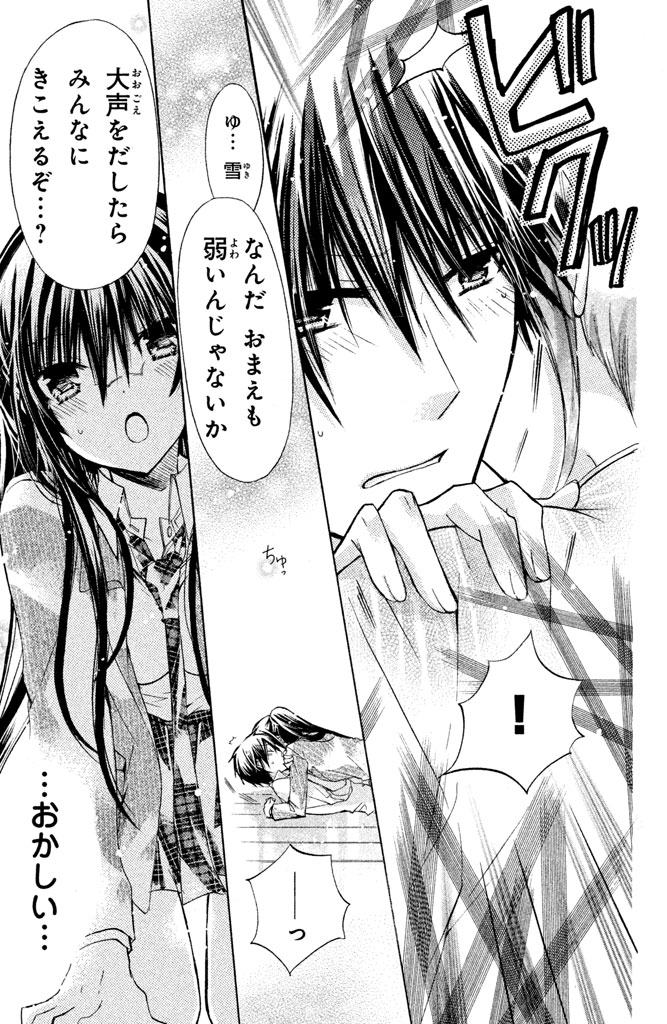 ビクッ
!
ゆ…雪
なんだ おまえも
弱いんじゃないか
ちゅっ
―っ
大声をだしたら
みんなに
きこえるぞ…?
…おかしい…